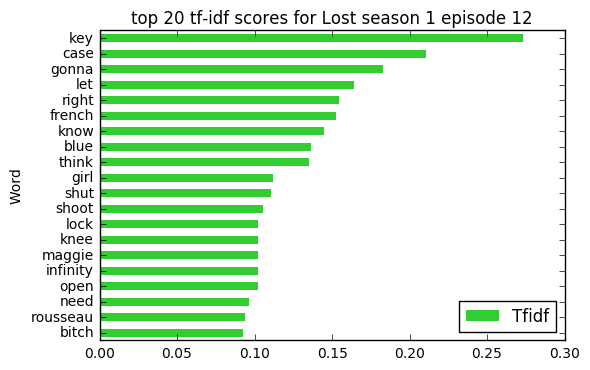 top 20 tf-idf scores for Lost season 1 episode 12
Word
key
case
gonna
let
right
french
know
blue
think
girl
shut
shoot
lock
knee
maggie
infinity
open
need
rousseau
bitch
Tfidf
0.00 0.05 0.10 0.15 0.20 0.25 0.30